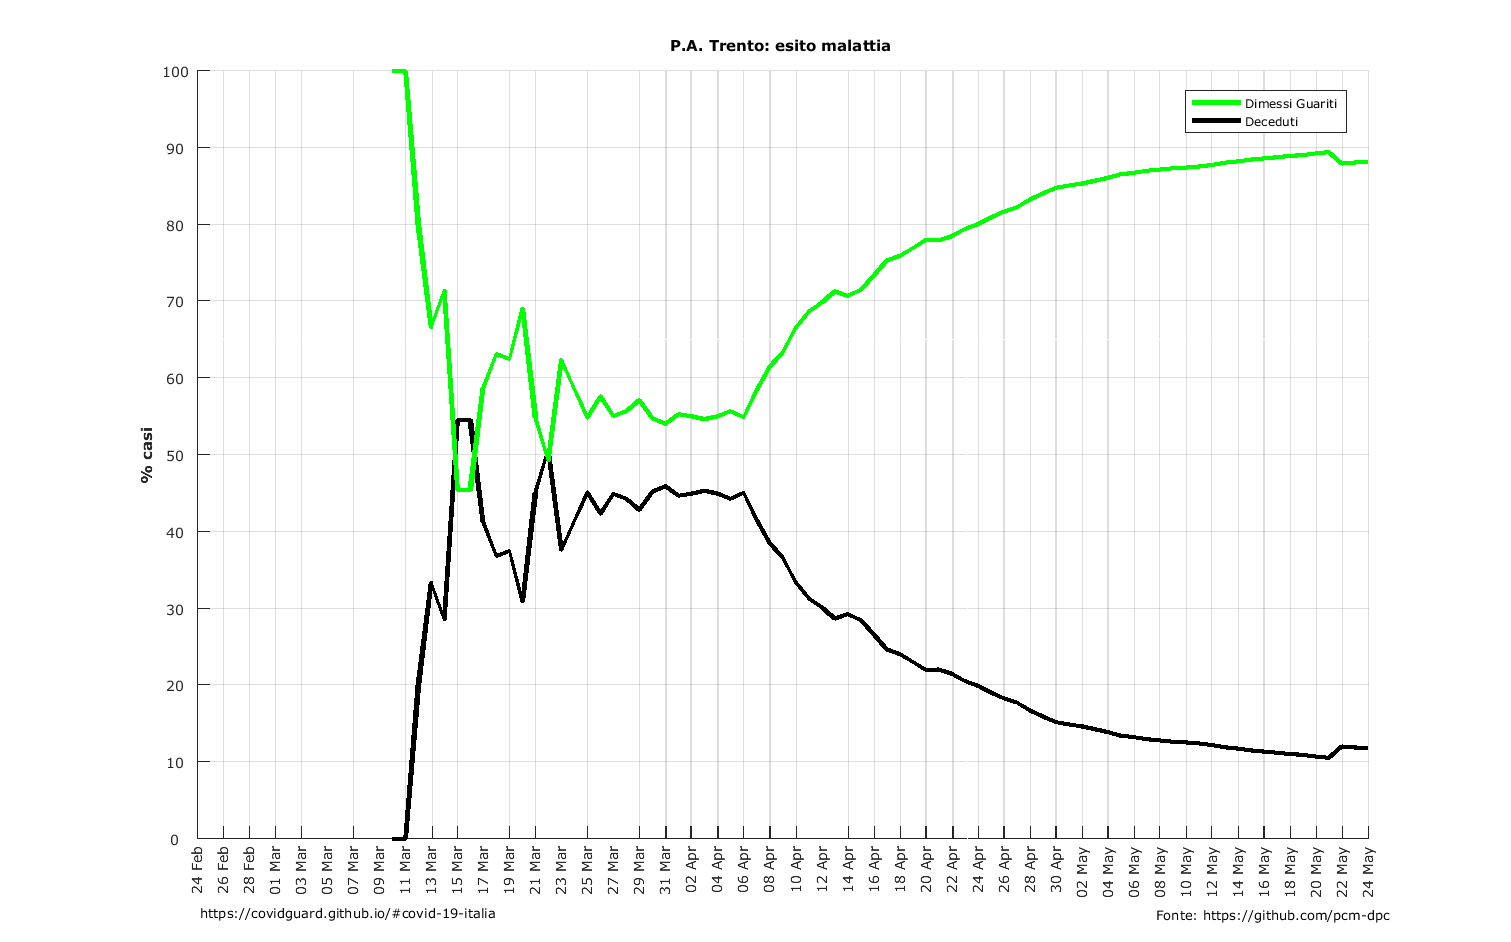 P.A. Trento: esito malattia
Dimessi Guariti
Deceduti
% casi
100
90
80
70
60
50
40
30
20
10
0
24 Feb
26 Feb
28 Feb
01 Mar
03 Mar
05 Mar
07 Mar
09 Mar
11 Mar
13 Mar
15 Mar
17 Mar
19 Mar
21 Mar
23 Mar
25 Mar
27 Mar
29 Mar
31 Mar
02 Apr
04 Apr
06 Apr
08 Apr
10 Apr
12 Apr
14 Apr
16 Apr
18 Apr
20 Apr
22 Apr
24 Apr
26 Apr
28 Apr
30 Apr
02 May
04 May
06 May
08 May
10 May
12 May
14 May
16 May
18 May
20 May
22 May
24 May
https://covidguard.github.io/#covid-19-italia
Fonte: https://github.com/pcm-dpc